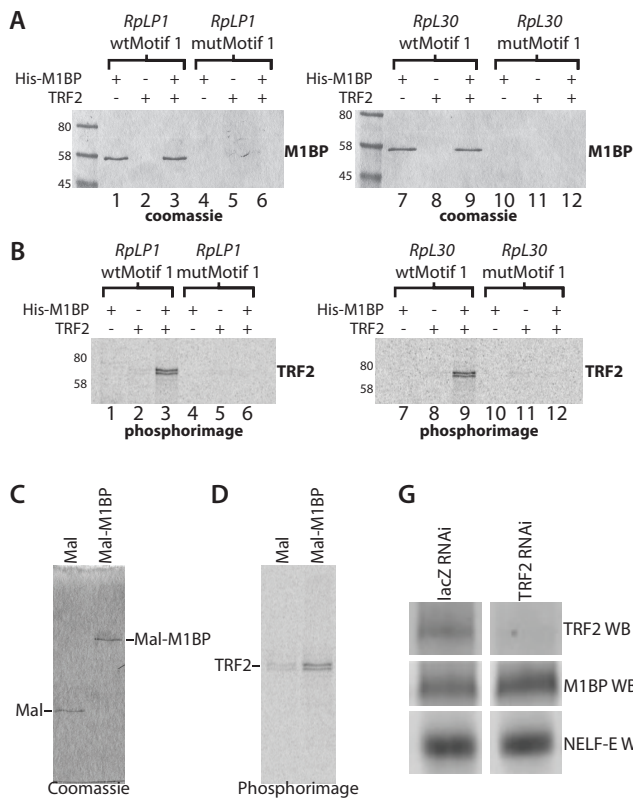 A
RpLP1 RpLP1
wtMotif 1 mutMotif 1
His-M1BP + - + - - +
TRF2 - + + - + +
80
58
45
M1BP
1 2 3 4 5 6
coomassie
RpL30 RpL30
wtMotif 1 mutMotif 1
+ - + + - +
- + + - + +
80
58
45
M1BP
7 8 9 10 11 12
coomassie
B
RpLP1 RpLP1
wtMotif 1 mutMotif 1
His-M1BP + - + + - +
TRF2 - + + - + +
80
58
TRF2
1 2 3 4 5 6
phosphorimage
RpL30 RpL30
wtMotif 1 mutMotif 1
His-M1BP + - + + - +
TRF2 - + + - + +
80
58
TRF2
7 8 9 10 11 12
phosphorimage
C
Mal
Mal-M1BP
Mal-M1BP
Mal
Coomassie
D
Mal
Mal-M1BP
TRF2
Phosphorimage
G
lacZ RNAi
TRF2 RNAi
TRF2 WB
M1BP WB
NELF-E W